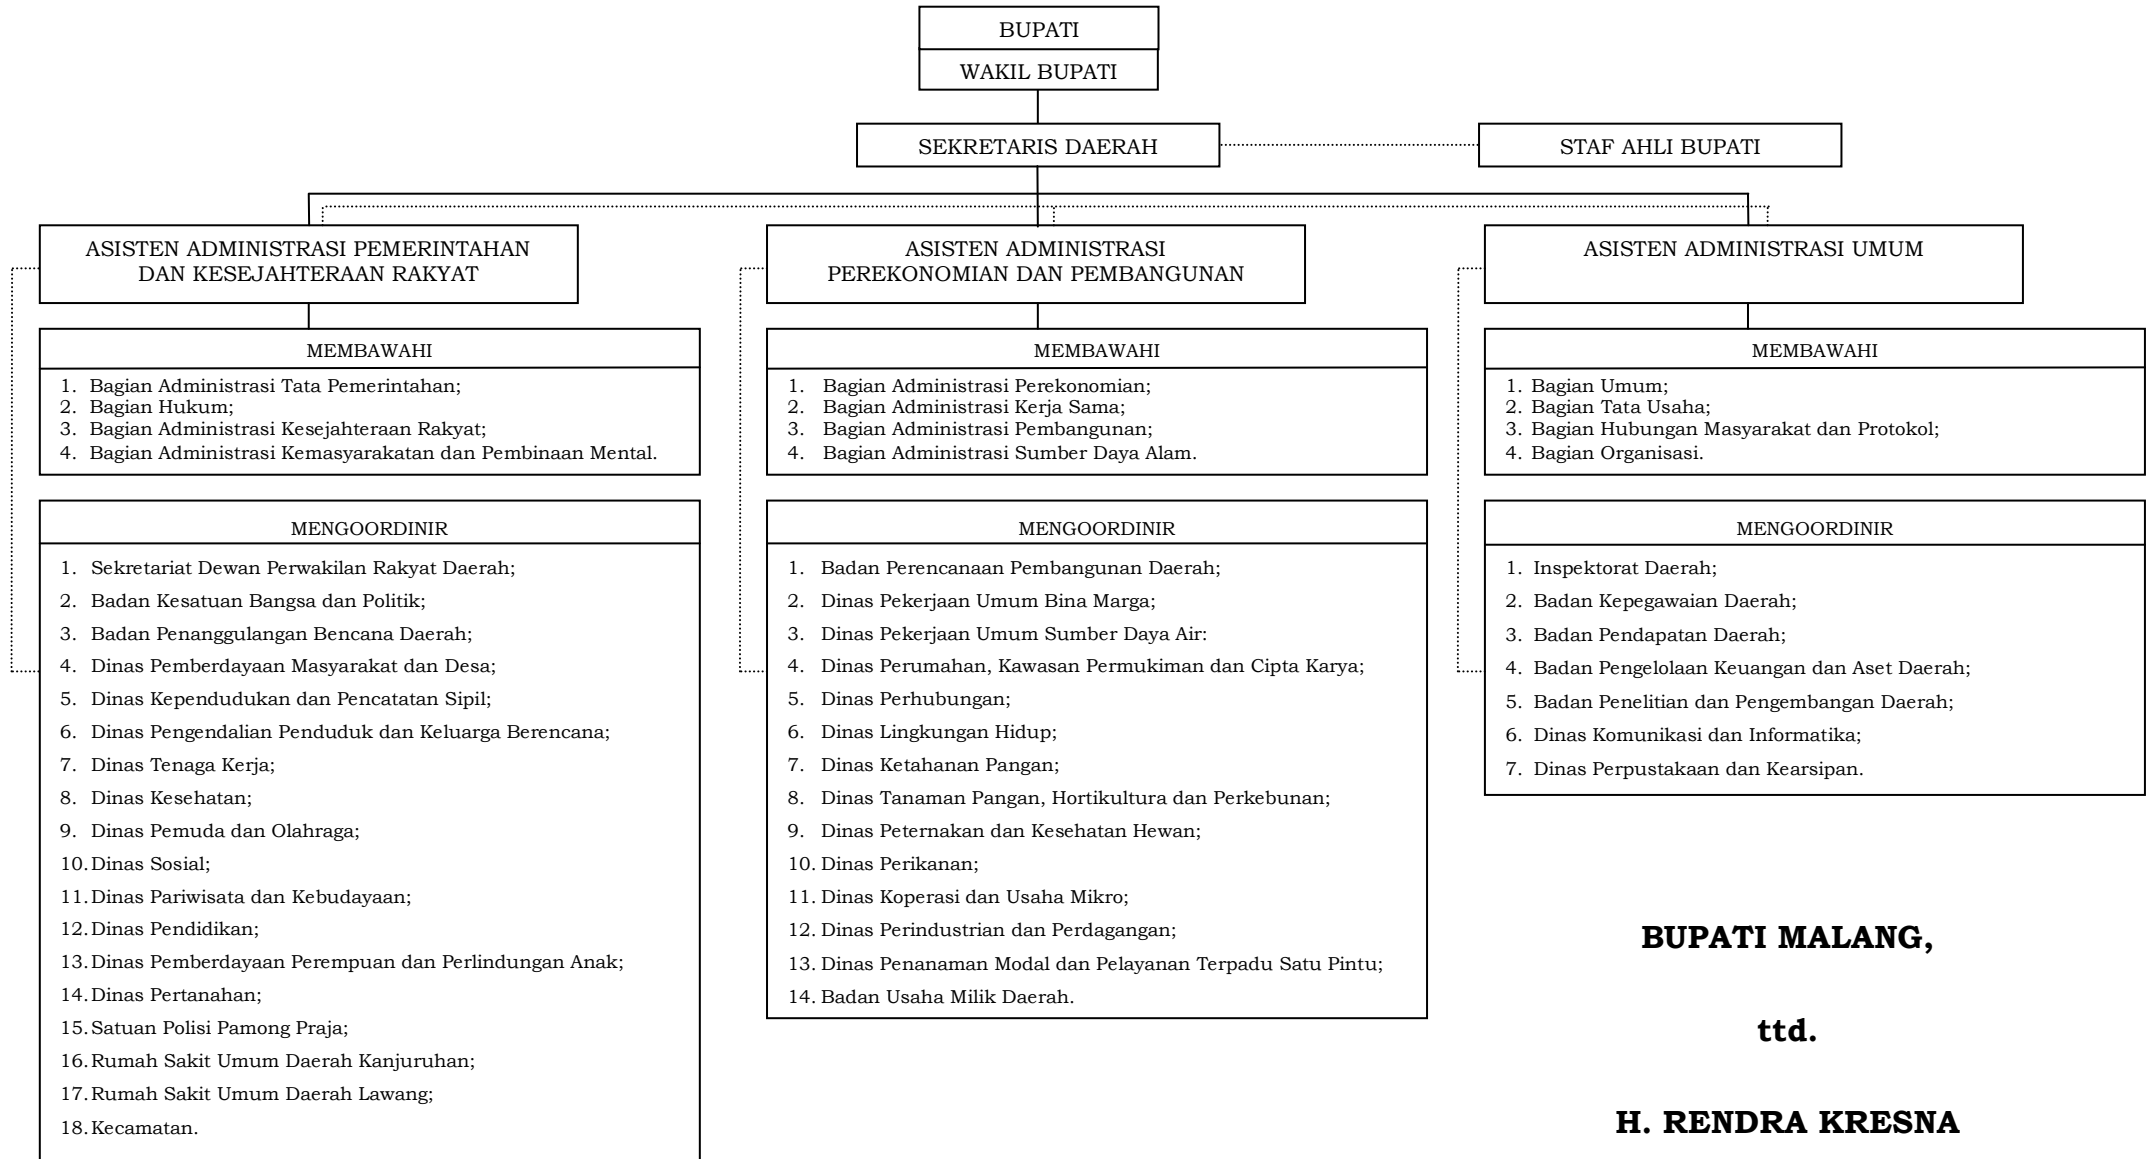 BUPATI
WAKIL BUPATI
SEKRETARIS DAERAH
STAF AHLI BUPATI
ASISTEN ADMINISTRASI PEMERINTAHAN
DAN KESEJAHTERAAN RAKYAT
MEMBAWAHI
1. Bagian Administrasi Tata Pemerintahan;
2. Bagian Hukum;
3. Bagian Administrasi Kesejahteraan Rakyat;
4. Bagian Administrasi Kemasyarakatan dan Pembinaan Mental.
MENGOORDINIR
1. Sekretariat Dewan Perwakilan Rakyat Daerah;
2. Badan Kesatuan Bangsa dan Politik;
3. Badan Penanggulangan Bencana Daerah;
4. Dinas Pemberdayaan Masyarakat dan Desa;
5. Dinas Kependudukan dan Pencatatan Sipil;
6. Dinas Pengendalian Penduduk dan Keluarga Berencana;
7. Dinas Tenaga Kerja;
8. Dinas Kesehatan;
9. Dinas Pemuda dan Olahraga;
10. Dinas Sosial;
11. Dinas Pariwisata dan Kebudayaan;
12. Dinas Pendidikan;
13. Dinas Pemberdayaan Perempuan dan Perlindungan Anak;
14. Dinas Pertanahan;
15. Satuan Polisi Pamong Praja;
16. Rumah Sakit Umum Daerah Kanjuruhan;
17. Rumah Sakit Umum Daerah Lawang;
18. Kecamatan.
ASISTEN ADMINISTRASI
PEREKONOMIAN DAN PEMBANGUNAN
MEMBAWAHI
1. Bagian Administrasi Perekonomian;
2. Bagian Administrasi Kerja Sama;
3. Bagian Administrasi Pembangunan;
4. Bagian Administrasi Sumber Daya Alam.
MENGOORDINIR
1. Badan Perencanaan Pembangunan Daerah;
2. Dinas Pekerjaan Umum Bina Marga;
3. Dinas Pekerjaan Umum Sumber Daya Air:
4. Dinas Perumahan, Kawasan Permukiman dan Cipta Karya;
5. Dinas Perhubungan;
6. Dinas Lingkungan Hidup;
7. Dinas Ketahanan Pangan;
8. Dinas Tanaman Pangan, Hortikultura dan Perkebunan;
9. Dinas Peternakan dan Kesehatan Hewan;
10. Dinas Perikanan;
11. Dinas Koperasi dan Usaha Mikro;
12. Dinas Perindustrian dan Perdagangan;
13. Dinas Penanaman Modal dan Pelayanan Terpadu Satu Pintu;
14. Badan Usaha Milik Daerah.
ASISTEN ADMINISTRASI UMUM
MEMBAWAHI
1. Bagian Umum;
2. Bagian Tata Usaha;
3. Bagian Hubungan Masyarakat dan Protokol;
4. Bagian Organisasi.
MENGOORDINIR
1. Inspektorat Daerah;
2. Badan Kepegawaian Daerah;
3. Badan Pendapatan Daerah;
4. Badan Pengelolaan Keuangan dan Aset Daerah;
5. Badan Penelitian dan Pengembangan Daerah;
6. Dinas Komunikasi dan Informatika;
7. Dinas Perpustakaan dan Kearsipan.
BUPATI MALANG,
ttd.
H. RENDRA KRESNA